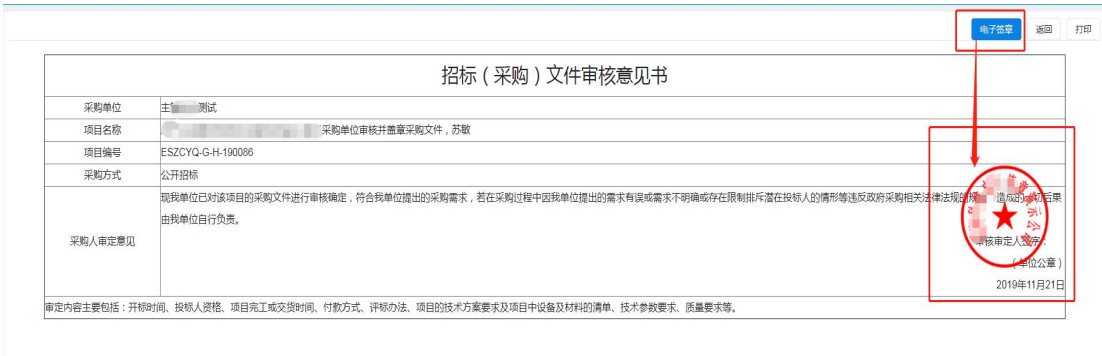 电子签章 返回 打印
招标（采购）文件审核意见书
采购单位 主 测试
项目名称 采购单位审核并盖章采购文件，苏敏
项目编号 ESZCYQ-G-H-190086
采购方式 公开招标
现我单位已对该项目的采购文件进行审核确定，符合我单位提出的采购需求，若在采购过程中因我单位提出的需求有误或需求不明确或存在限制排斥潜在投标人的情形等违反政府采购相关法律法规的规 造成的 切后果
由我单位自行负责。
采购人审定意见
审核审定人签字：
（单位公章）
2019年11月21日
审定内容主要包括：开标时间、投标人资格、项目完工或交货时间、付款方式、评标办法、项目的技术方案要求及项目中设备及材料的清单、技术参数要求、质量要求等。